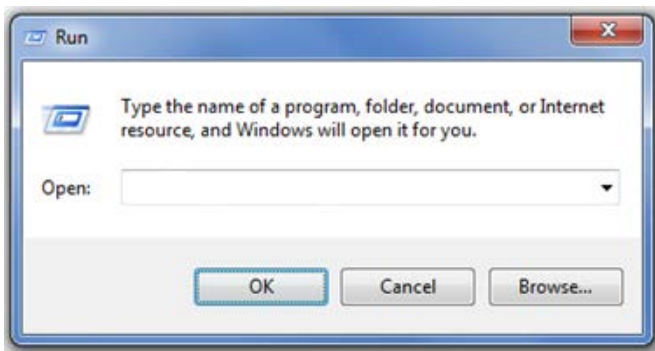 Run
Type the name of a program, folder, document, or Internet
resource, and Windows will open it for you.
Open:
OK Cancel Browse...